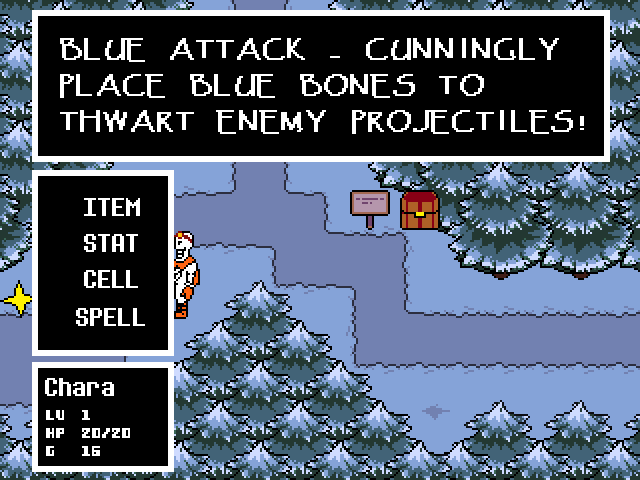 BLUE ATTACK - CUNNINGLY
PLACE BLUE BONES TO
THWART ENEMY PROJECTILES!
ITEM
STAT
CELL
SPELL
Chara
LV 1
HP 20/20
G 16